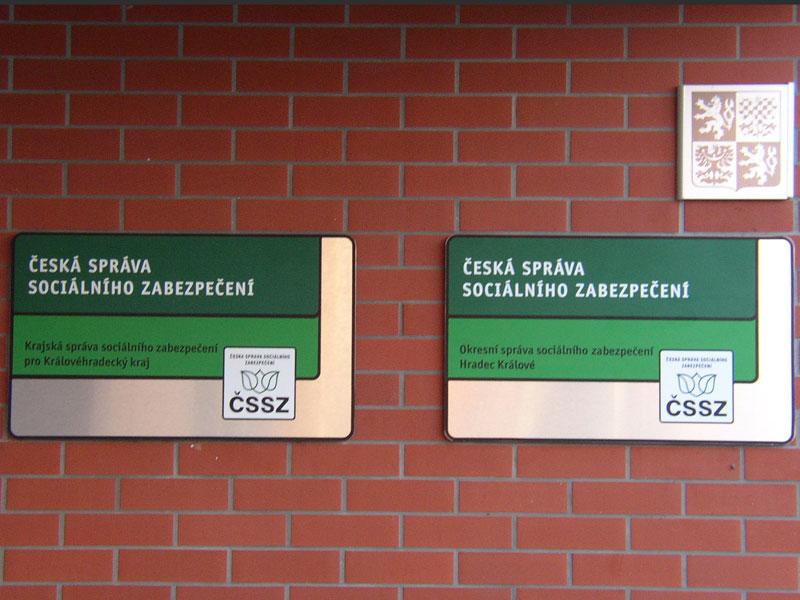 ČESKÁ SPRÁVA
SOCIÁLNÍHO ZABEZPEČENÍ
Krajská správa sociálního zabezpečení
pro Královéhradecký kraj
ČESKÁ SPRÁVA SOCIÁLNÍHO
ZABEZPEČENÍ
ČSSZ
ČESKÁ SPRÁVA
SOCIÁLNÍHO ZABEZPEČENÍ
Okresní správa sociálního zabezpečení
Hradec Králové
ČESKÁ SPRÁVA SOCIÁLNÍHO
ZABEZPEČENÍ
ČSSZ